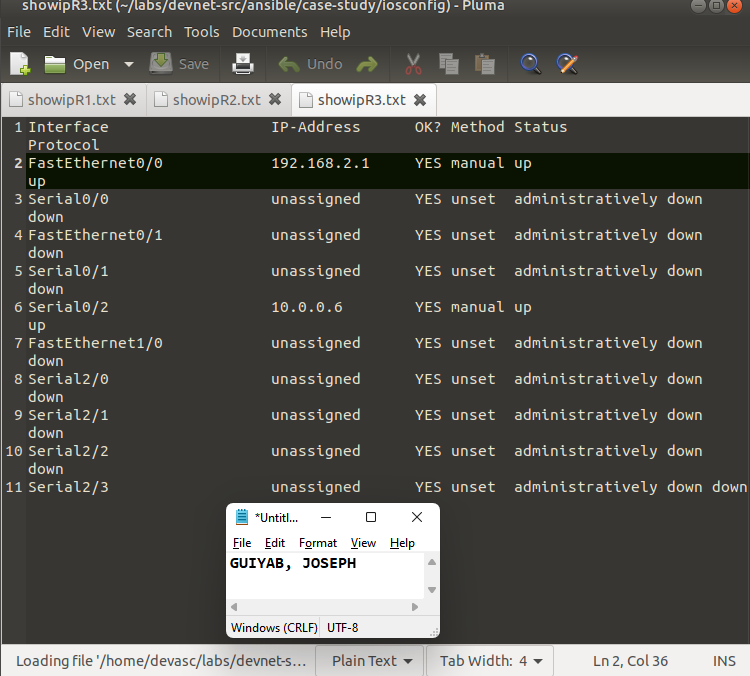 showipR3.txt (~/labs/devnet-src/ansible/case-study/iosconfig) - Pluma
File Edit View Search Tools Documents Help
Open Save Undo
showipR1.txt showipR2.txt showipR3.txt
1 Interface IP-Address OK? Method Status
Protocol
2 FastEthernet0/0 192.168.2.1 YES manual up
up
3 Serial0/0 unassigned YES unset administratively down
down
4 FastEthernet0/1 unassigned YES unset administratively down
down
5 Serial0/1 unassigned YES unset administratively down
down
6 Serial0/2 10.0.0.6 YES manual up
up
7 FastEthernet1/0 unassigned YES unset administratively down
down
8 Serial2/0 unassigned YES unset administratively down
down
9 Serial2/1 unassigned YES unset administratively down
down
10 Serial2/2 unassigned YES unset administratively down
down
11 Serial2/3 unassigned YES unset administratively down down
*Untitl...
File Edit Format View Help
GUIYAB, JOSEPH
Windows (CRLF) UTF-8
Loading file '/home/devasc/labs/devnet-s... Plain Text Tab Width: 4 Ln 2, Col 36 INS